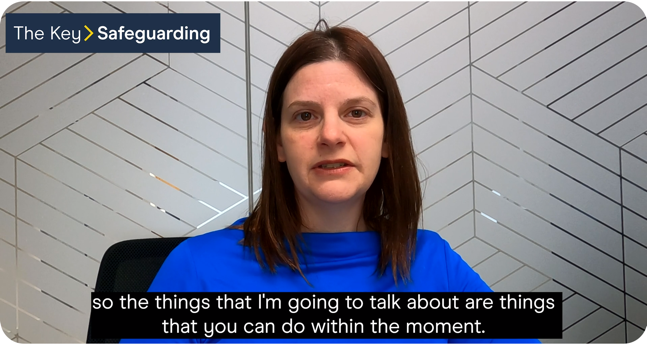 The Key > Safeguarding
so the things that I'm going to talk about are things
that you can do within the moment.